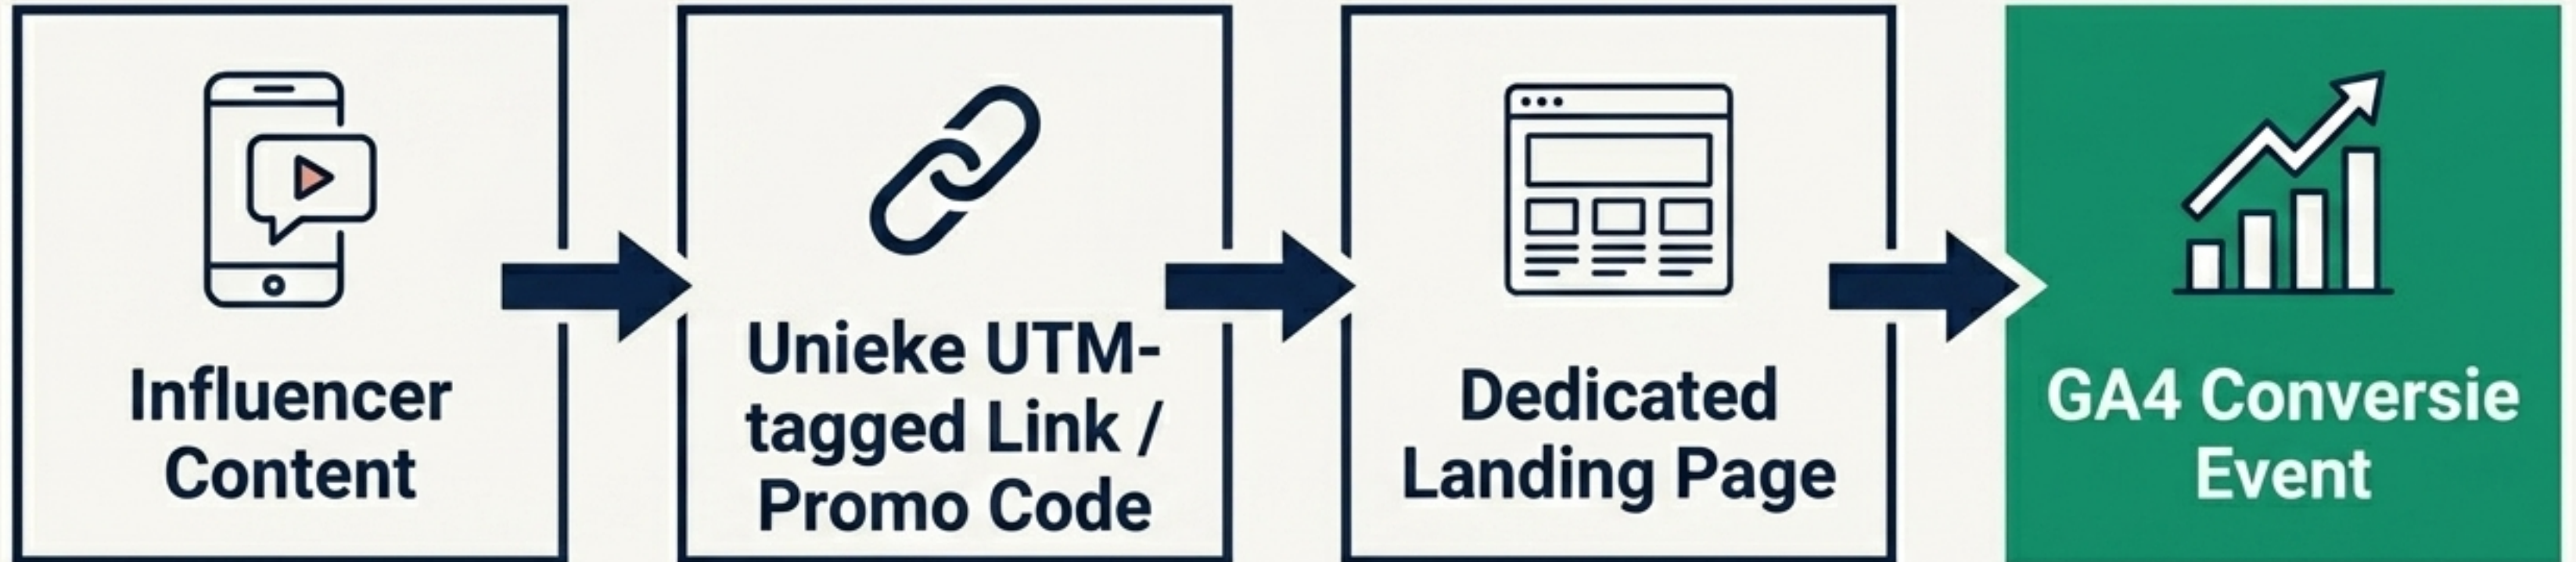 Influencer
Content
Unieke UTM-
tagged Link /
Promo Code
Dedicated
Landing Page
GA4 Conversie
Event